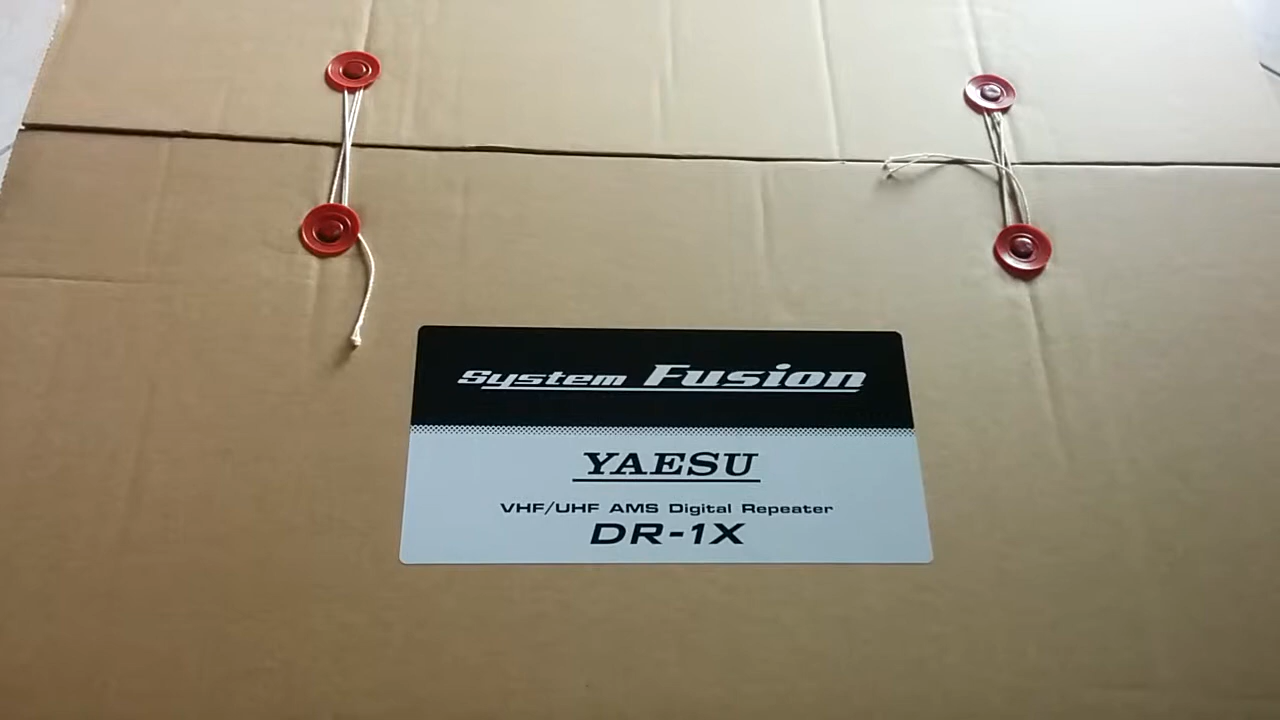 System Fusion
YAESU
VHF/UHF AMS Digital Repeater
DR-1X